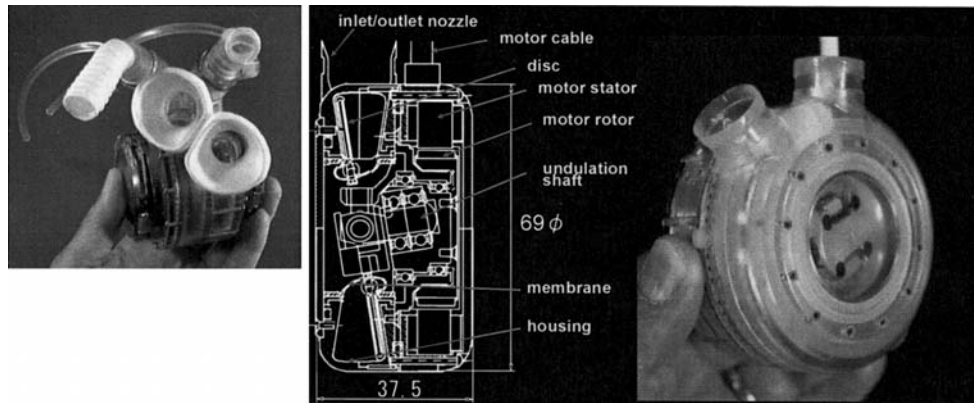 inlet/outlet nozzle
motor cable
disc
motor stator
motor rotor
undulation
shaft
69φ
membrane
housing
37.5